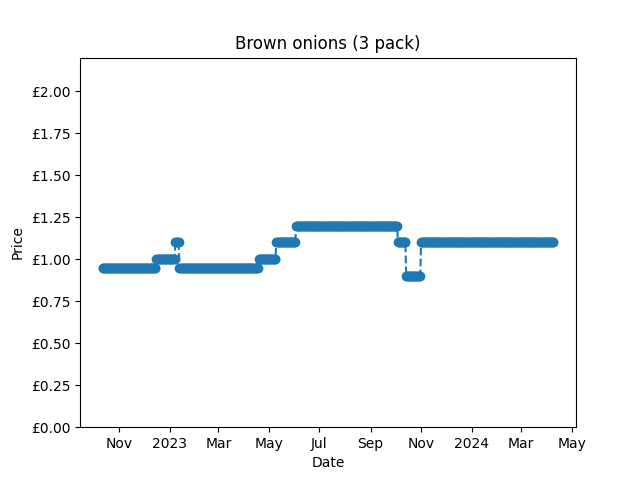 Brown onions (3 pack)
£2.00
£1.75
£1.50
£1.25
£1.00
£0.75
£0.50
£0.25
£0.00
Price
Nov 2023 Mar May Jul Sep Nov 2024 Mar May
Date